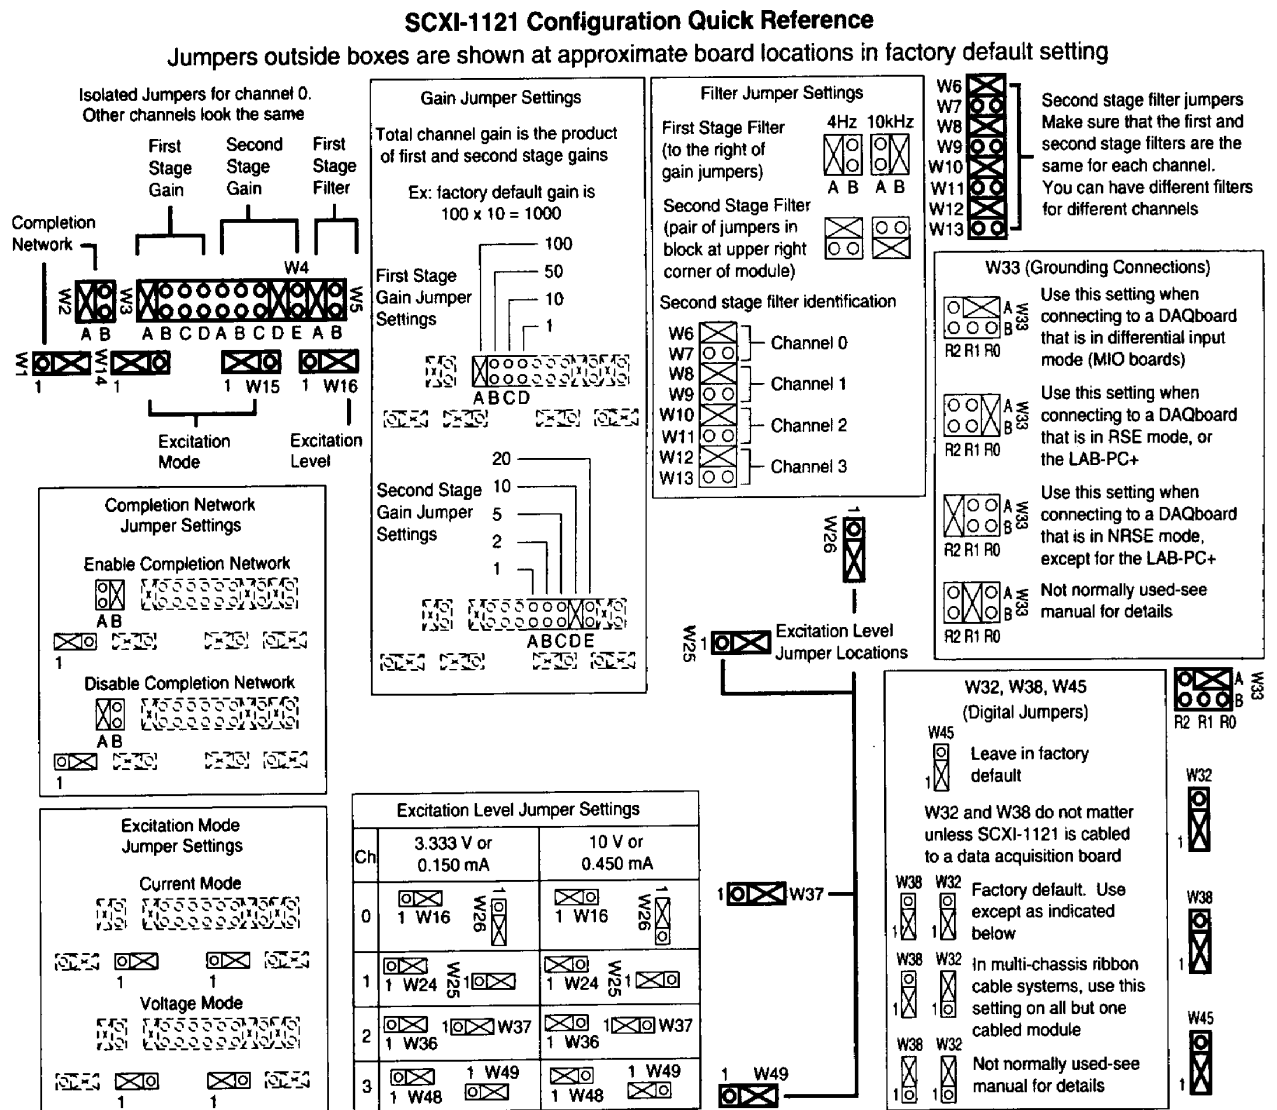 SCXI-1121 Configuration Quick Reference
Jumpers outside boxes are shown at approximate board locations in factory default setting
Isolated Jumpers for channel 0.
Other channels look the same
First Stage Gain
Second Stage Gain
First Stage Filter
Completion Network
W4
W2
W3
W5
A B
A B C D A B C D E A B
W1
1
W14
1
1 W15
1 W16
Excitation Mode
Excitation Level
Completion Network
Jumper Settings
Enable Completion Network
A B
1
Disable Completion Network
A B
1
Excitation Mode
Jumper Settings
Current Mode
1
1
Voltage Mode
1
1
Gain Jumper Settings
Total channel gain is the product
of first and second stage gains
Ex: factory default gain is
100 x 10 = 1000
First Stage
Gain Jumper
Settings
100
50
10
1
A B C D
Second Stage
Gain Jumper
Settings
20
10
5
2
1
A B C D E
Excitation Level Jumper Settings
Ch
3.333 V or
0.150 mA
10 V or
0.450 mA
0
1 W16
1
W26
1 W16
1
W26
1
1 W24
W25
1
1 W24
W25
1
2
1 W36
1
W37
1 W36
1
W37
3
1 W48
1 W49
1 W48
1 W49
Filter Jumper Settings
First Stage Filter
(to the right of
gain jumpers)
4Hz 10kHz
A B A B
Second Stage Filter
(pair of jumpers in
block at upper right
corner of module)
Second stage filter identification
W6
W7
Channel 0
W8
W9
Channel 1
W10
W11
Channel 2
W12
W13
Channel 3
1
W26
W25
1
Excitation Level
Jumper Locations
1
W37
1 W49
W6
W7
W8
W9
W10
W11
W12
W13
Second stage filter jumpers
Make sure that the first and
second stage filters are the
same for each channel.
You can have different filters
for different channels
W33 (Grounding Connections)
A
B
W33
R2 R1 R0
Use this setting when
connecting to a DAQboard
that is in differential input
mode (MIO boards)
A
B
W33
R2 R1 R0
Use this setting when
connecting to a DAQboard
that is in RSE mode, or
the LAB-PC+
A
B
W33
R2 R1 R0
Use this setting when
connecting to a DAQboard
that is in NRSE mode,
except for the LAB-PC+
A
B
W33
R2 R1 R0
Not normally used-see
manual for details
W32, W38, W45
(Digital Jumpers)
W45
1
Leave in factory
default
W32 and W38 do not matter
unless SCXI-1121 is cabled
to a data acquisition board
W38 W32
1 1
Factory default. Use
except as indicated
below
W38 W32
1 1
In multi-chassis ribbon
cable systems, use this
setting on all but one
cabled module
W38 W32
1 1
Not normally used-see
manual for details
A
B
W33
R2 R1 R0
W32
1
W38
1
W45
1